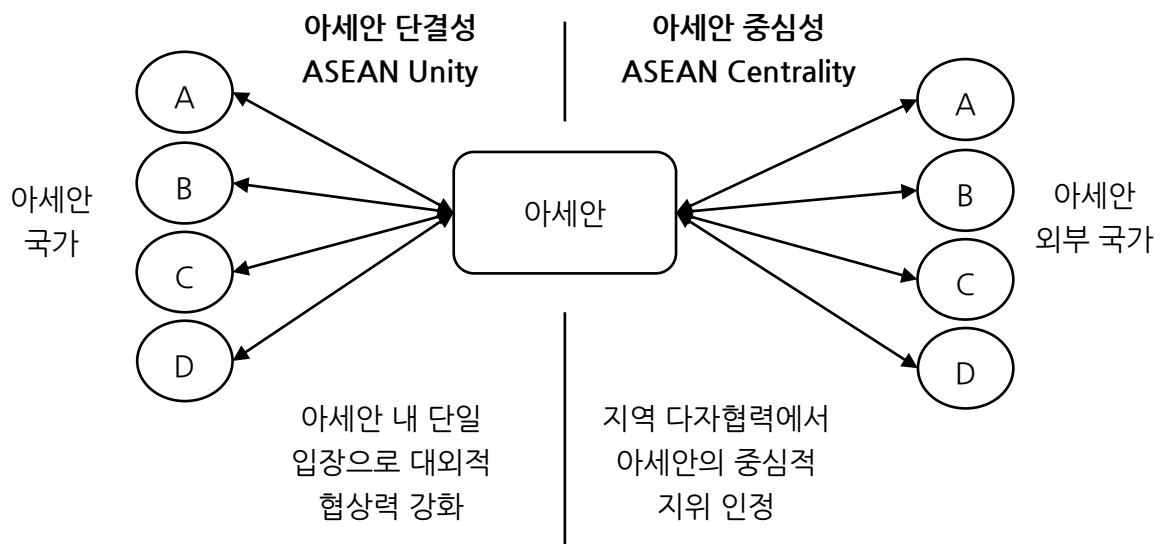 아세안 단결성
ASEAN Unity
아세안 중심성
ASEAN Centrality
아세안
국가
A
B
C
D
아세안
A
B
C
D
아세안
외부 국가
아세안 내 단일
입장으로 대외적
협상력 강화
지역 다자협력에서
아세안의 중심적
지위 인정